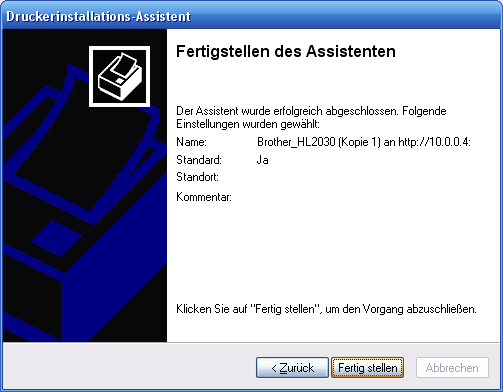 Druckerinstallations-Assistent
Fertigstellen des Assistenten
Der Assistent wurde erfolgreich abgeschlossen. Folgende
Einstellungen wurden gewählt:
Name: Brother_HL2030 (Kopie 1) an http://10.0.0.4:
Standard: Ja
Standort:
Kommentar:
Klicken Sie auf "Fertig stellen", um den Vorgang abzuschließen.
< Zurück Fertig stellen Abbrechen